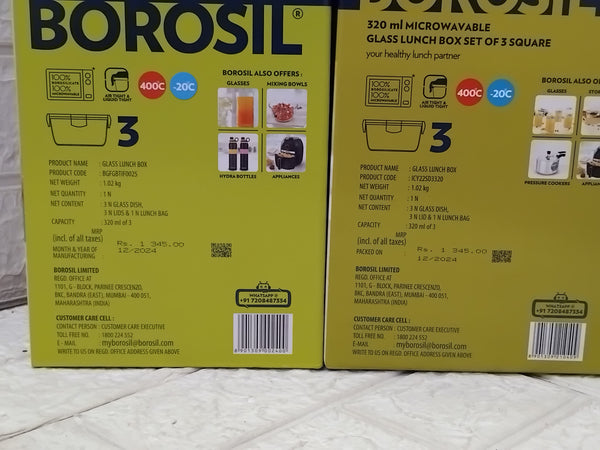 BOROSIL®
100%
BOROSILICATE
100%
MICROWAVABLE
AIR TIGHT &
LIQUID TIGHT
400C
-20C
BOROSIL ALSO OFFERS :
GLASSES
MIXING BOWLS
HYDRA BOTTLES
APPLIANCES
3
PRODUCT NAME : GLASS LUNCH BOX
PRODUCT CODE : BGFGBTIF002S
NET WEIGHT : 1.02 kg
NET QUANTITY : 1 N
NET CONTENT : 3 N GLASS DISH,
3 N LIDS & 1 N LUNCH BAG
CAPACITY : 320 ml of 3
MRP
(incl. of all taxes) Rs. 1 345.00
MONTH & YEAR OF
MANUFACTURING : 12/2024
BOROSIL LIMITED
REGD. OFFICE AT
1101, G - BLOCK, PARINEE CRESCENZO,
BKC, BANDRA (EAST), MUMBAI - 400 051,
MAHARASHTRA (INDIA)
WHATSAPP
+91 7208487334
CUSTOMER CARE CELL :
CONTACT PERSON : CUSTOMER CARE EXECUTIVE
TOLL FREE NO. : 1800 224 552
E - MAIL : myborosil@borosil.com
WRITE TO US ON REGD. OFFICE ADDRESS GIVEN ABOVE
8901309002400
BOROSIL
320 ml MICROWAVABLE
GLASS LUNCH BOX SET OF 3 SQUARE
your healthy lunch partner
100%
BOROSILICATE
100%
MICROWAVABLE
AIR TIGHT &
LIQUID TIGHT
400C
-20C
BOROSIL ALSO
GLASSES
STO
PRESSURE COOKERS
APPLIAN
3
PRODUCT NAME : GLASS LUNCH BOX
PRODUCT CODE : ICY22SD3320
NET WEIGHT : 1.02 kg
NET QUANTITY : 1 N
NET CONTENT : 3 N GLASS DISH,
3 N LID & 1 N LUNCH BAG
CAPACITY : 320 ml of 3
MRP
(incl. of all taxes) Rs. 1 345.00
PACKED ON : 12/2024
BOROSIL LIMITED
REGD. OFFICE AT
1101, G - BLOCK, PARINEE CRESCENZO,
BKC, BANDRA (EAST), MUMBAI - 400 051,
MAHARASHTRA (INDIA)
WHATSAPP
+91 7208487334
CUSTOMER CARE CELL :
CONTACT PERSON : CUSTOMER CARE EXECUTIVE
TOLL FREE NO. : 1800 224 552
E - MAIL : myborosil@borosil.com
WRITE TO US ON REGD. OFFICE ADDRESS GIVEN ABOVE